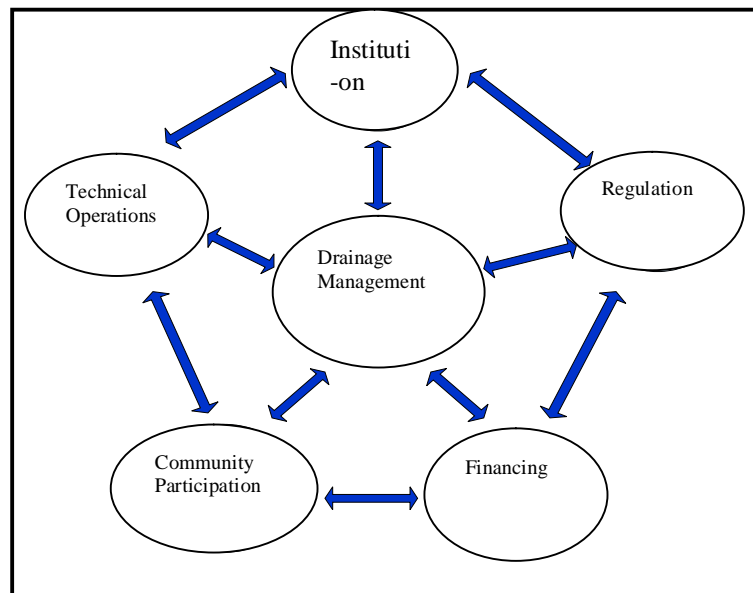 Instituti
-on
Technical
Operations
Regulation
Drainage
Management
Community
Participation
Financing